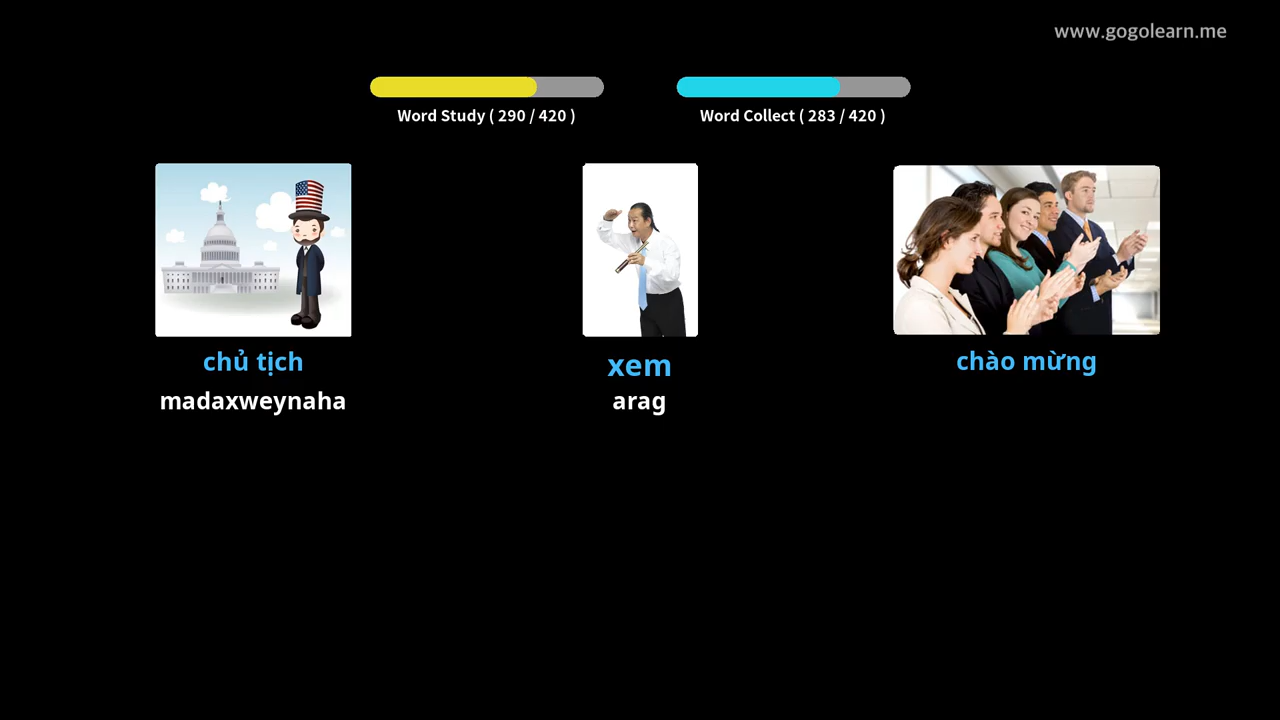 www.gogolearn.me
Word Study ( 290 / 420 )
Word Collect ( 283 / 420 )
chủ tịch
xem
chào mừng
madaxweynaha
arag